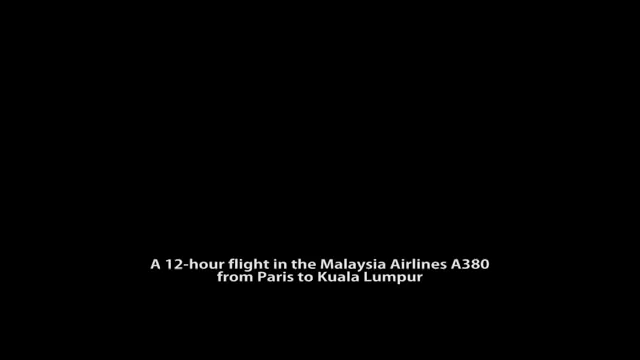 A 12-hour flight in the Malaysia Airlines A380
from Paris to Kuala Lumpur